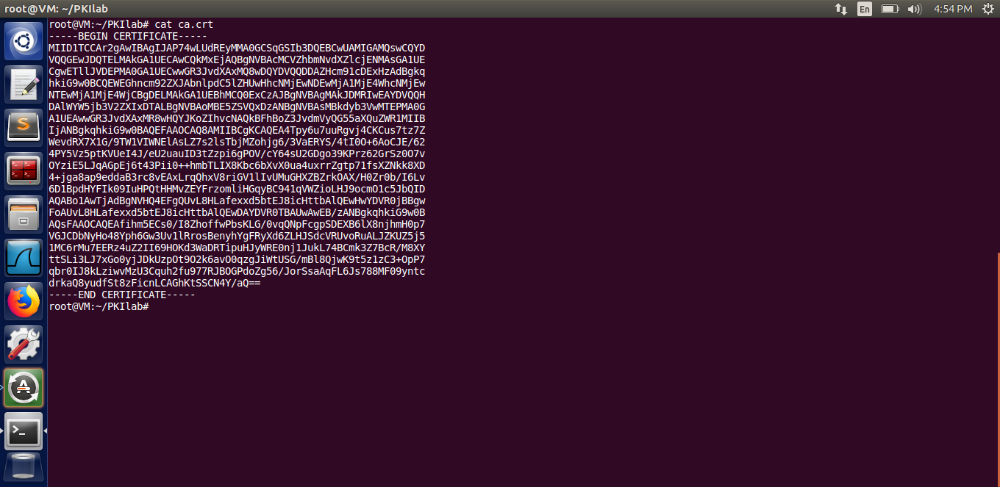 root@VM: ~/PKIlab
En
4:54 PM
root@VM:~/PKIlab# cat ca.crt
-----BEGIN CERTIFICATE-----
MIID1TCCAr2gAwIBAgIJAP74wLUdREyMMA0GCSqGSIb3DQEBCwUAMIGAMQswCQYD
VQQGEwJDQTELMAkGA1UECAwCQkMxEjAQBgNVBAcMCVZhbmNvdXZlcjENMAsGA1UE
CgwETllJVDEPMA0GA1UECwwGR3JvdXAxMQ8wDQYDVQQDDAZHcm91cDExHzAdBgkq
hkiG9w0BCQEWEGhncm92ZXJAbnlpdC5lZHUwHhcNMjEwNDEwMjA1MjE4WhcNMjEw
NTEwMjA1MjE4WjCBgDELMAkGA1UEBhMCQ0ExCzAJBgNVBAgMAkJDMRIwEAYDVQQH
DAlWYW5jb3V2ZXIxDTALBgNVBAoMBE5ZSVQxDzANBgNVBAsMBkdyb3VwMTEPMA0G
A1UEAwwGR3JvdXAxMR8wHQYJKoZIhvcNAQkBFhBoZ3JvdmVyQG55aXQuZWR1MIIB
IjANBgkqhkiG9w0BAQEFAAOCAQ8AMIIBCgKCAQEA4Tpy6u7uuRgvj4CKCus7tz7Z
WevdRX7X1G/9TW1VIWNElAsLZ7s2lsTbjMZohjg6/3VaERYS/4tI0O+6AoCJE/62
4PY5Vz5ptKVUeI4J/eU2uauID3tZzpi6gPOV/cY64sU2GDgo39KPrz62GrSz0O7v
OYziE5LJqAGpEj6t43Pii0++hmbTLIX8Kbc6bXvX0ua4uxrrZgtp71fsXZNkk8XD
4+jga8ap9eddaB3rc8vEAxLrqQhxV8riGV1lIvUMuGHXZBZrkOAX/H0Zr0b/I6Lv
6D1BpdHYFIk09IuHPQtHHMvZEYFrzomliHGqyBC941qVWZioLHJ9ocmO1c5JbQID
AQABo1AwTjAdBgNVHQ4EFgQUvL8HLafexxd5btEJ8icHttbAlQEwHwYDVR0jBBgw
FoAUvL8HLafexxd5btEJ8icHttbAlQEwDAYDVR0TBAUwAwEB/zANBgkqhkiG9w0B
AQsFAAOCAQEAfihm5ECs0/I8ZhoffwPbsKLG/0vqQNpFcgpSDEXB6lX8njhmH0p7
VGJCDbNyHo48Yph6Gw3Uv1lRrosBenyhYgFRyXd6ZLHJSdcVRUvoRuALJZKUZ5j5
1MC6rMu7EERz4uZ2II69HOKd3WaDRTipuHJyWRE0nj1JukL74BCmk3Z7BcR/M8XY
ttSLi3LJ7xGo0yjJDkUzpOt9O2k6avO0qzgJiWtUSG/mBl8QjwK9t5z1zC3+OpP7
qbr0IJ8kLziwvMzU3Cquh2fu977RJBOGPdoZg56/JorSsaAqFL6Js788MF09yntc
drkaQ8yudfSt8zFicnLCAGhKtSSCN4Y/aQ==
-----END CERTIFICATE-----
root@VM:~/PKIlab#